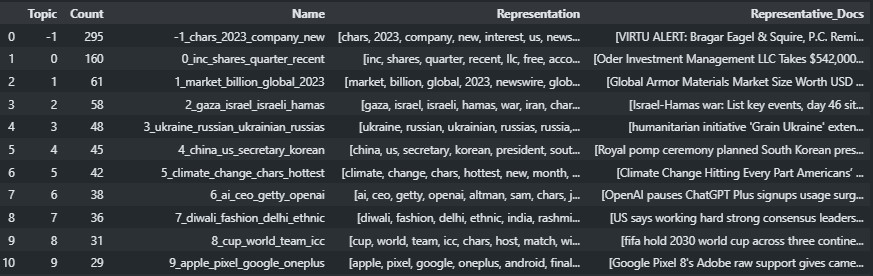 Topic Count Name Representation Representative_Docs
0 -1 295 -1_chars_2023_company_new [chars, 2023, company, new, interest, us, news... [VIRTU ALERT: Bragar Eagel & Squire, P.C. Remi...
1 0 160 0_inc_shares_quarter_recent [inc, shares, quarter, recent, llc, free, acco... [Oder Investment Management LLC Takes $542,000...
2 1 61 1_market_billion_global_2023 [market, billion, global, 2023, newswire, glob... [Global Armor Materials Market Size Worth USD ...
3 2 58 2_gaza_israel_israeli_hamas [gaza, israel, israeli, hamas, war, iran, char... [Israel-Hamas war: List key events, day 46 sit...
4 3 48 3_ukraine_russian_ukrainian_russias [ukraine, russian, ukrainian, russias, russia,... [humanitarian initiative 'Grain Ukraine' exten...
5 4 45 4_china_us_secretary_korean [china, us, secretary, korean, president, sout... [Royal pomp ceremony planned South Korean pres...
6 5 42 5_climate_change_chars_hottest [climate, change, chars, hottest, new, month, ... [Climate Change Hitting Every Part Americans’ ...
7 6 38 6_ai_ceo_getty_openai [ai, ceo, getty, openai, altman, sam, chars, j... [OpenAI pauses ChatGPT Plus signups usage surg...
8 7 36 7_diwali_fashion_delhi_ethnic [diwali, fashion, delhi, ethnic, india, rashmi... [US says working hard strong consensus leaders...
9 8 31 8_cup_world_team_icc [cup, world, team, icc, chars, host, match, wi... [fifa hold 2030 world cup across three contine...
10 9 29 9_apple_pixel_google_oneplus [apple, pixel, google, oneplus, android, final... [Google Pixel 8's Adobe raw support gives came...